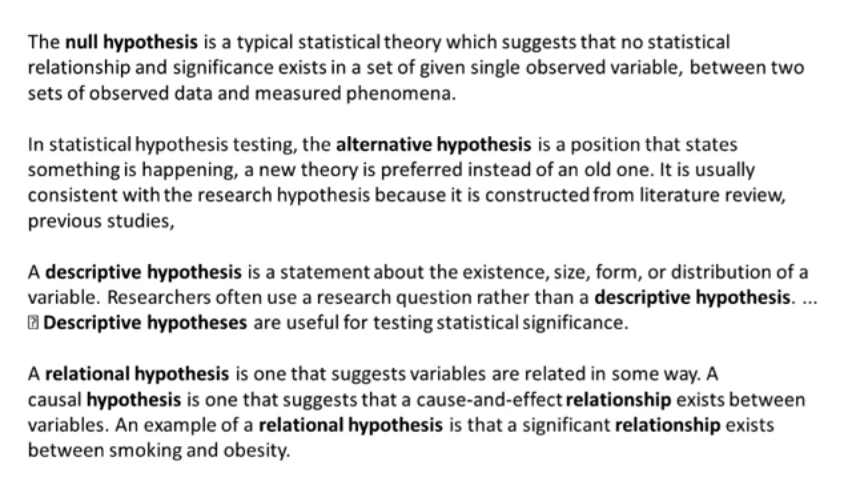 The null hypothesis is a typical statistical theory which suggests that no statistical
relationship and significance exists in a set of given single observed variable, between two
sets of observed data and measured phenomena.
In statistical hypothesis testing, the alternative hypothesis is a position that states
something is happening, a new theory is preferred instead of an old one. It is usually
consistent with the research hypothesis because it is constructed from literature review,
previous studies,
A descriptive hypothesis is a statement about the existence, size, form, or distribution of a
variable. Researchers often use a research question rather than a descriptive hypothesis. ...
⍰ Descriptive hypotheses are useful for testing statistical significance.
A relational hypothesis is one that suggests variables are related in some way. A
causal hypothesis is one that suggests that a cause-and-effect relationship exists between
variables. An example of a relational hypothesis is that a significant relationship exists
between smoking and obesity.